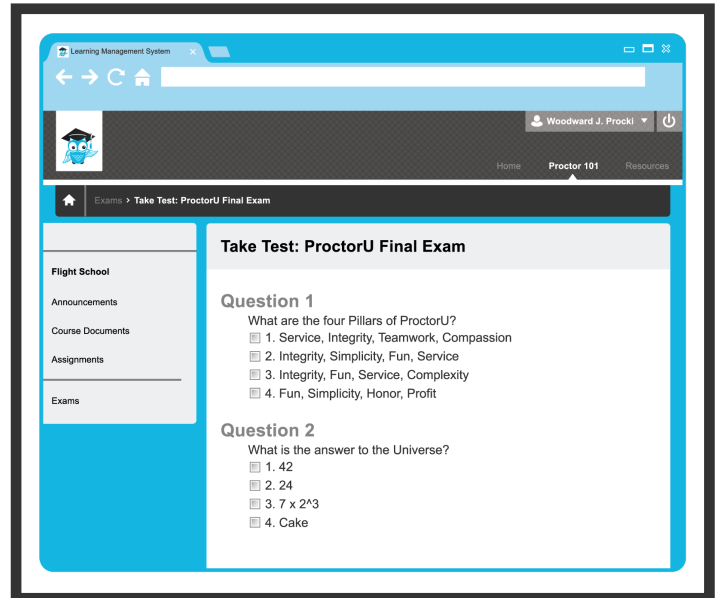 Learning Management System
Woodward J. Procki
Home Proctor 101 Resources
Exams > Take Test: ProctorU Final Exam
Take Test: ProctorU Final Exam
Flight School
Announcements
Course Documents
Assignments
Exams
Question 1
What are the four Pillars of ProctorU?
1. Service, Integrity, Teamwork, Compassion
2. Integrity, Simplicity, Fun, Service
3. Integrity, Fun, Service, Complexity
4. Fun, Simplicity, Honor, Profit
Question 2
What is the answer to the Universe?
1. 42
2. 24
3. 7 x 2^3
4. Cake